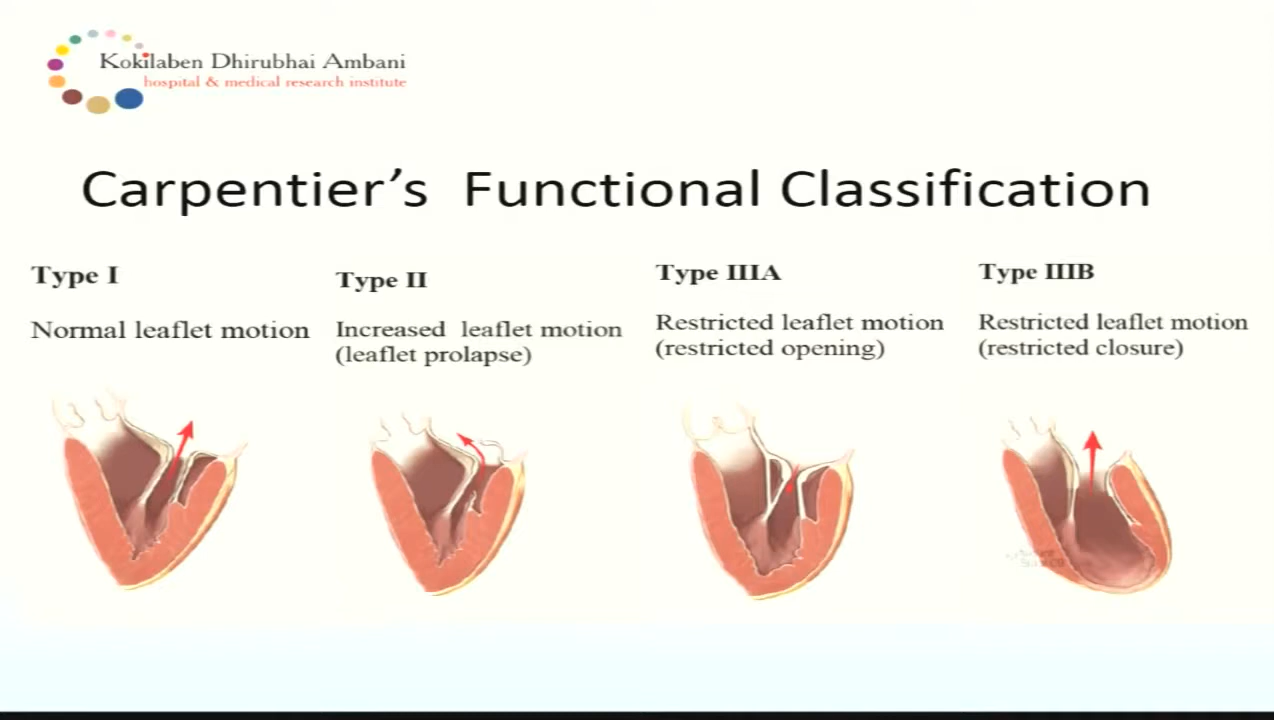 Kokilaben Dhirubhai Ambani
hospital & medical research institute
Carpentier's Functional Classification
Type I
Normal leaflet motion
Type II
Increased leaflet motion
(leaflet prolapse)
Type IIIA
Restricted leaflet motion
(restricted opening)
Type IIIB
Restricted leaflet motion
(restricted closure)